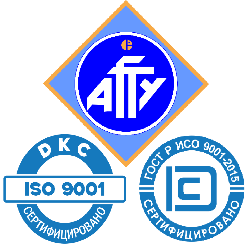 АГТУ
DKC
ISO 9001
СЕРТИФИЦИРОВАНО
ГОСТ Р ИСО 9001-2015
СЕРТИФИЦИРОВАНО